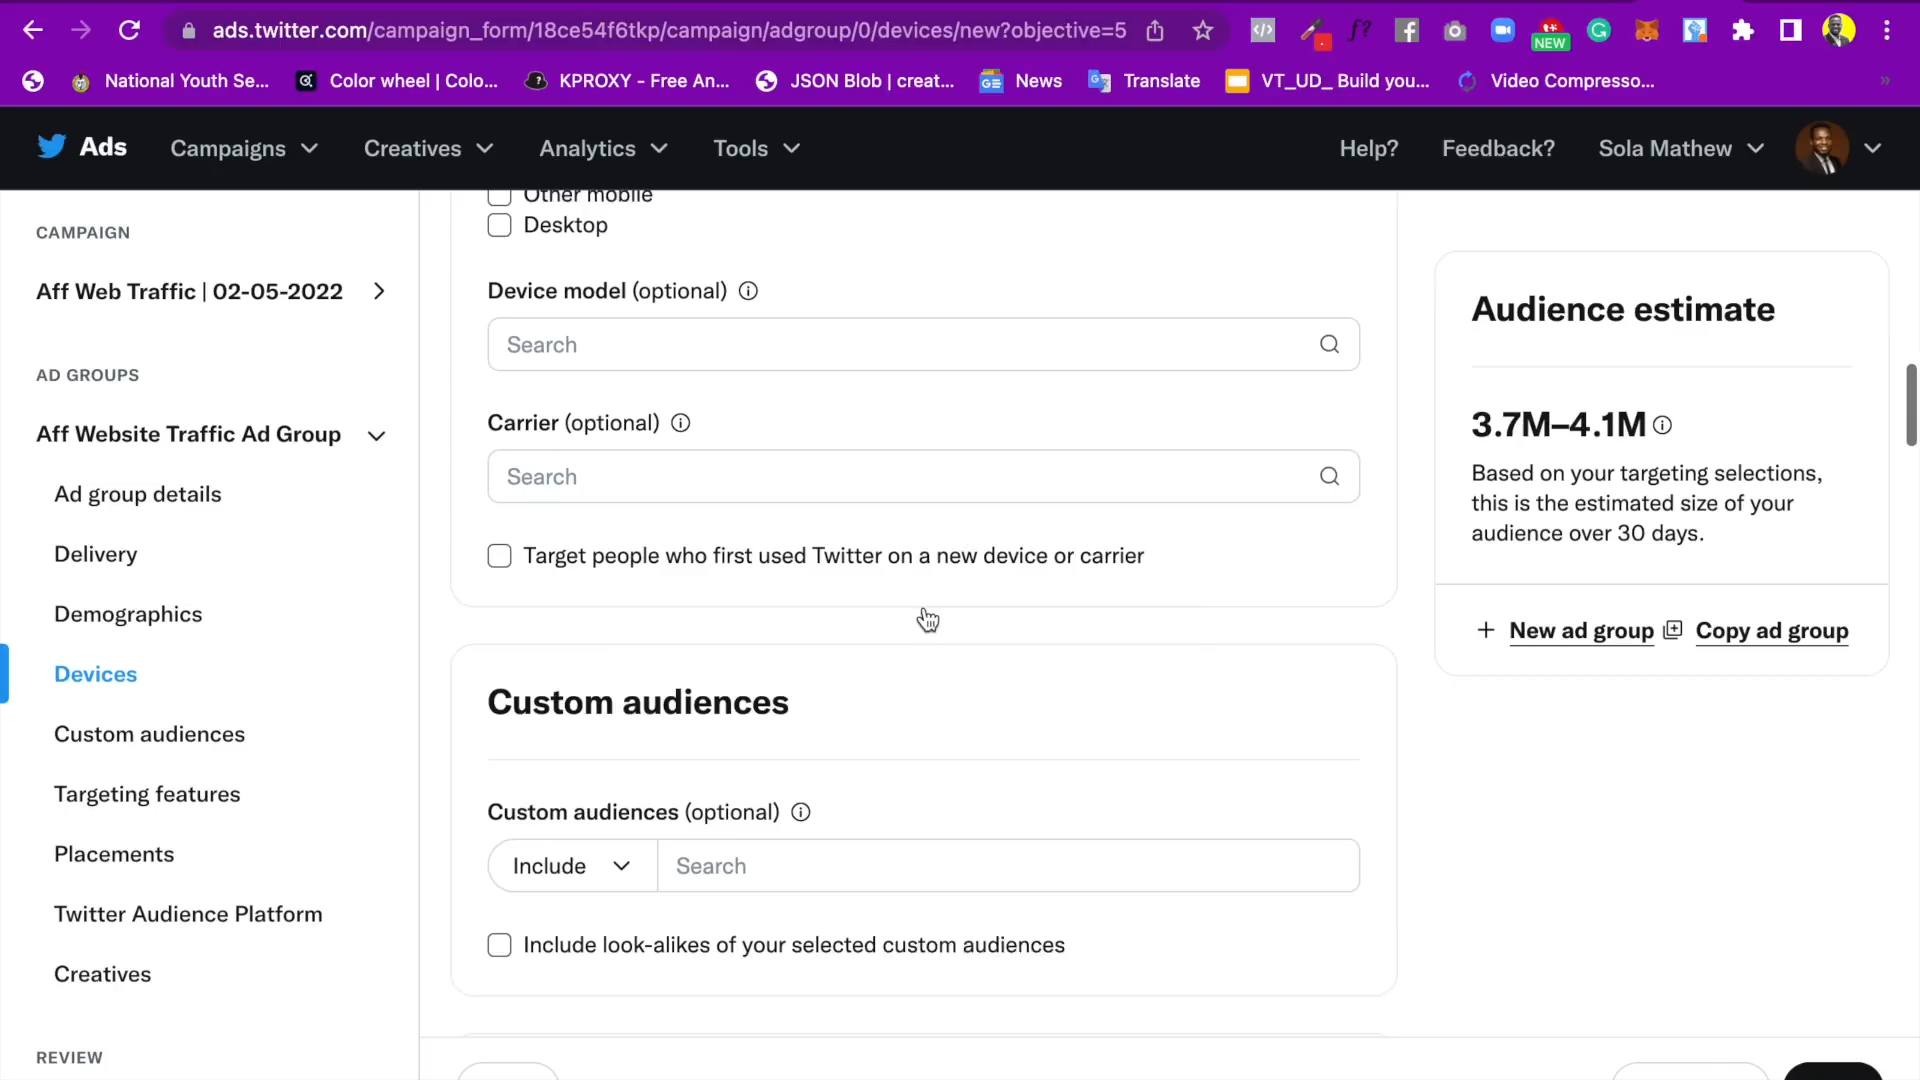 ads.twitter.com/campaign_form/18ce54f6tkp/campaign/adgroup/0/devices/new?objective=5
NEW
National Youth Se...
Color wheel | Colo...
KPROXY - Free An...
JSON Blob | creat...
News
Translate
VT_UD_ Build you...
Video Compresso...
Ads
Campaigns
Creatives
Analytics
Tools
Help?
Feedback?
Sola Mathew
CAMPAIGN
Aff Web Traffic | 02-05-2022
AD GROUPS
Aff Website Traffic Ad Group
Ad group details
Delivery
Demographics
Devices
Custom audiences
Targeting features
Placements
Twitter Audience Platform
Creatives
REVIEW
Other mobile
Desktop
Device model (optional)
Search
Carrier (optional)
Search
Target people who first used Twitter on a new device or carrier
Custom audiences
Custom audiences (optional)
Include
Search
Include look-alikes of your selected custom audiences
Audience estimate
3.7M–4.1M
Based on your targeting selections,
this is the estimated size of your
audience over 30 days.
+ New ad group
Copy ad group